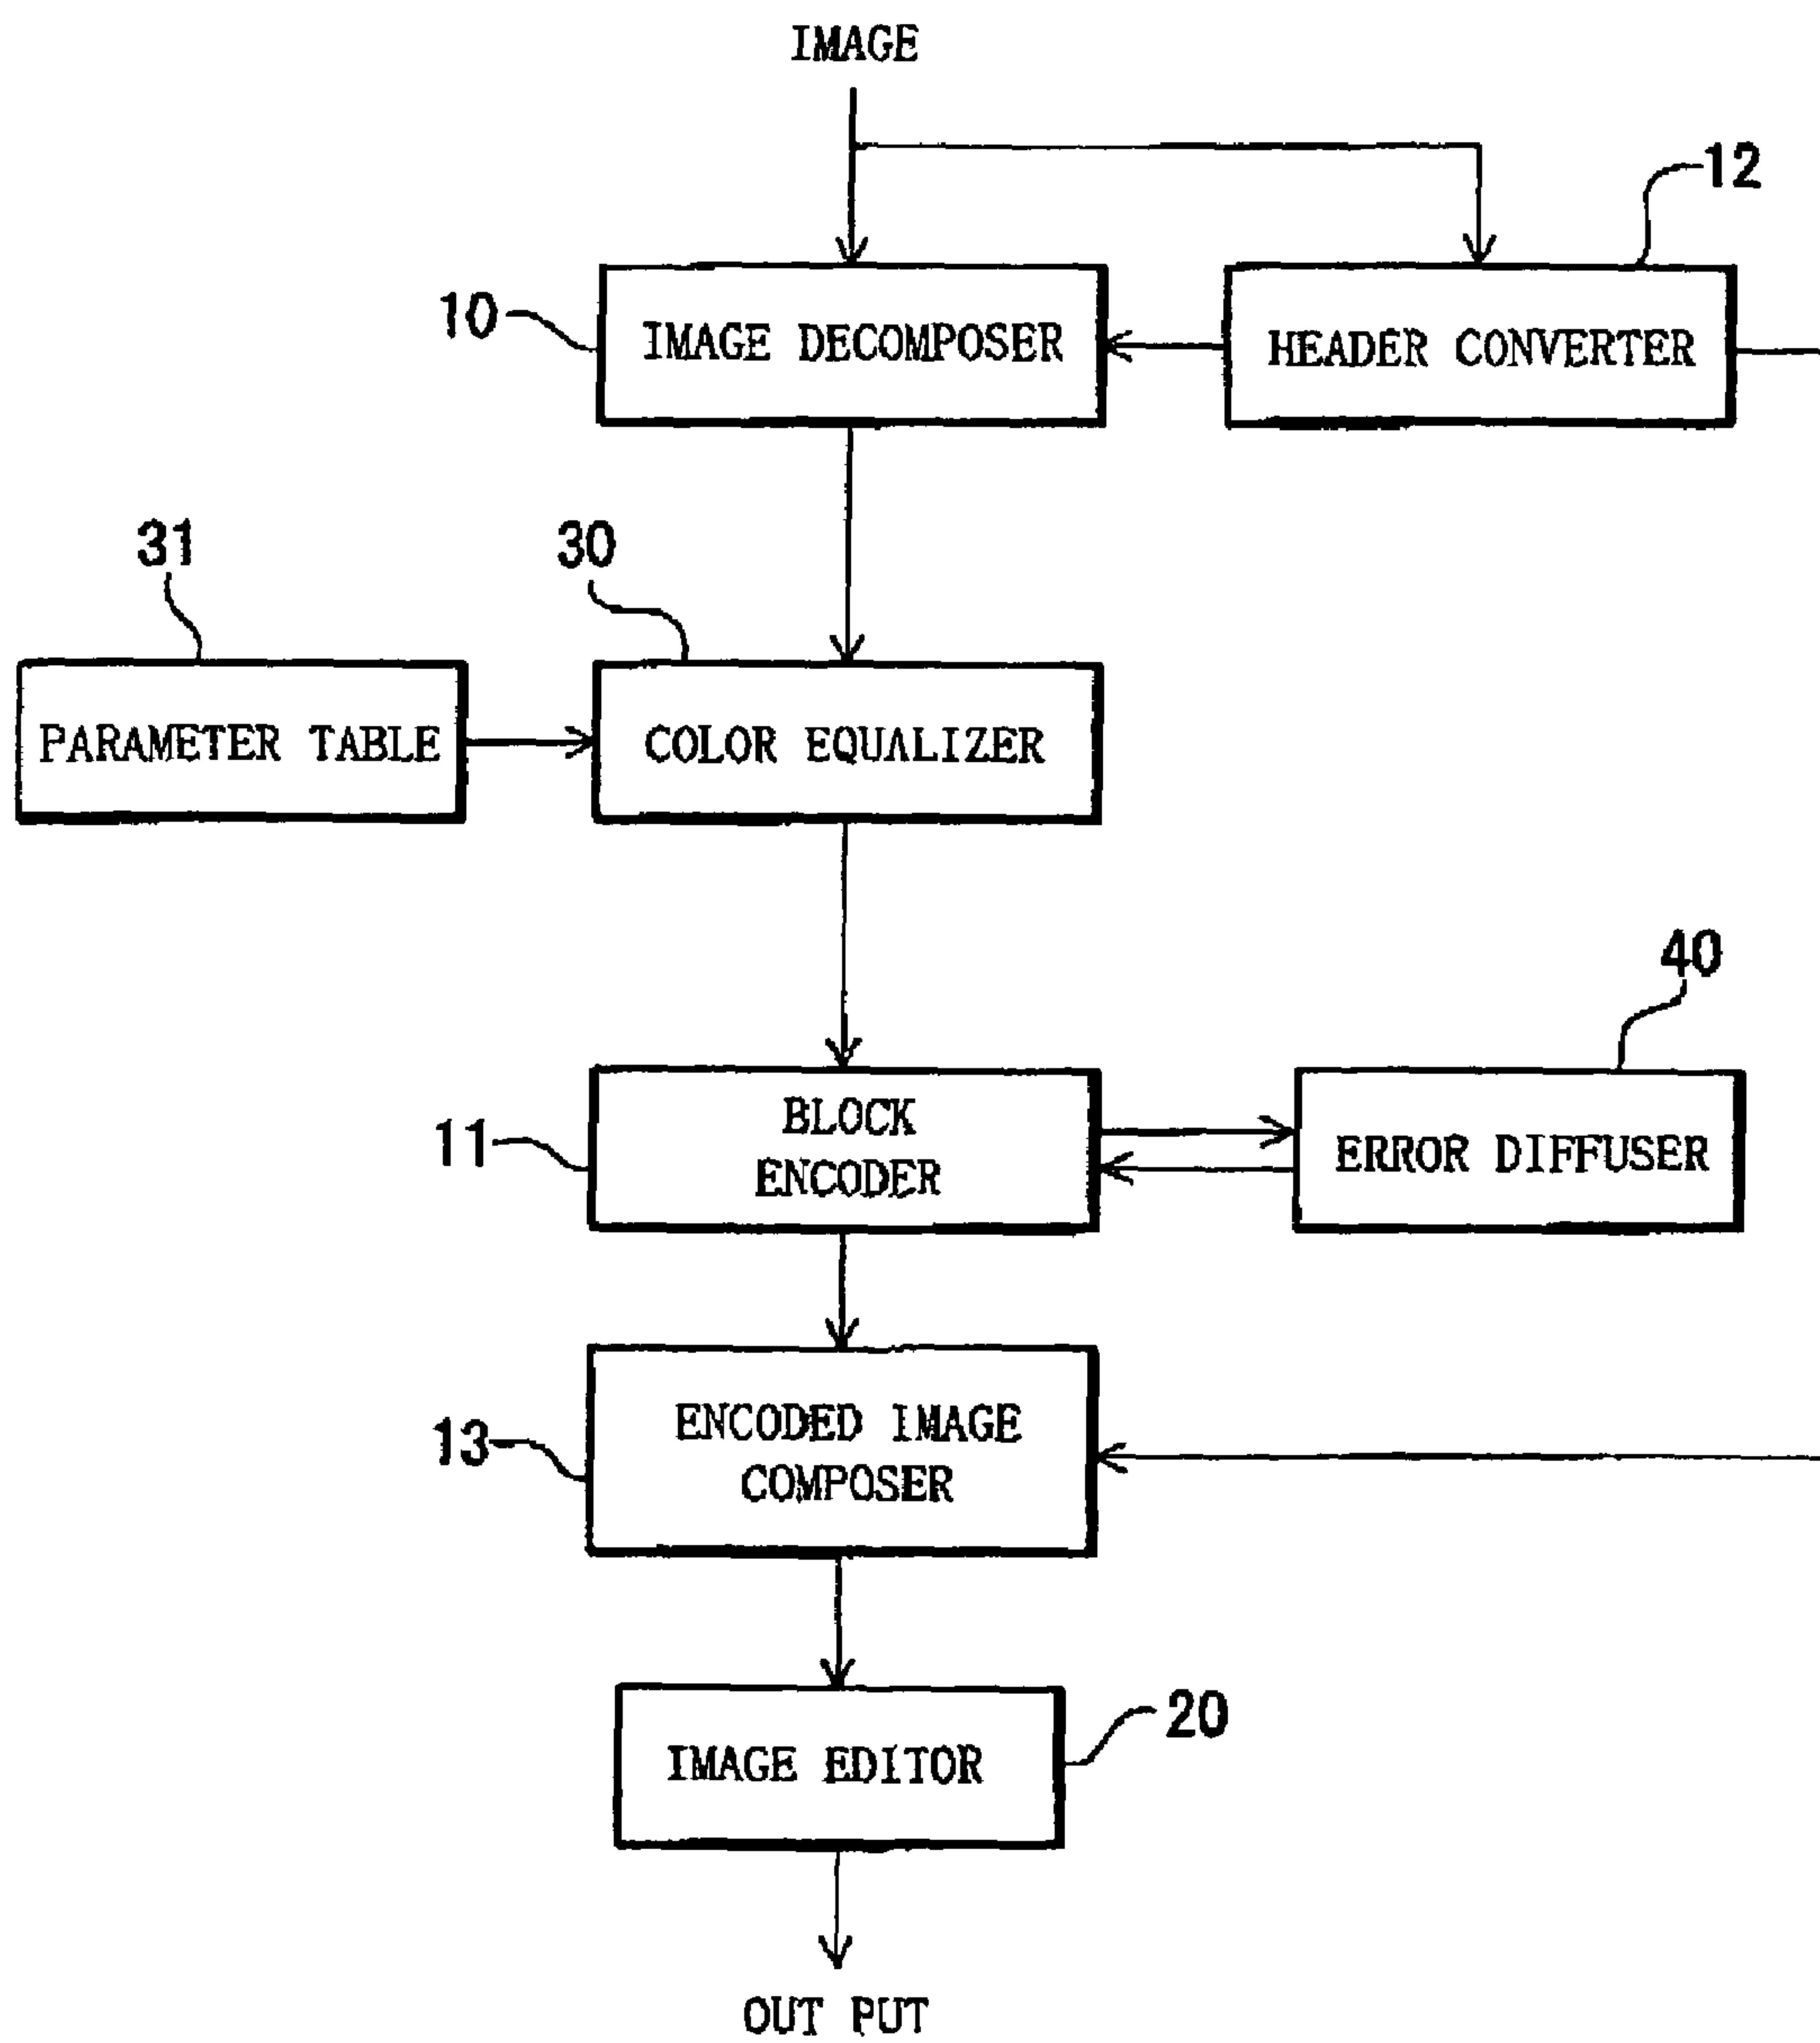 IMAGE
12
10
IMAGE DECOMPOSER
HEADER CONVERTER
31
30
PARAMETER TABLE
COLOR EQUALIZER
40
11
BLOCK
ENCODER
ERROR DIFFUSER
13
ENCODED IMAGE
COMPOSER
20
IMAGE EDITOR
OUT PUT